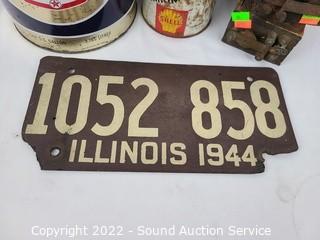 SHELL
1052 858
ILLINOIS 1944
Copyright 2022 - Sound Auction Service